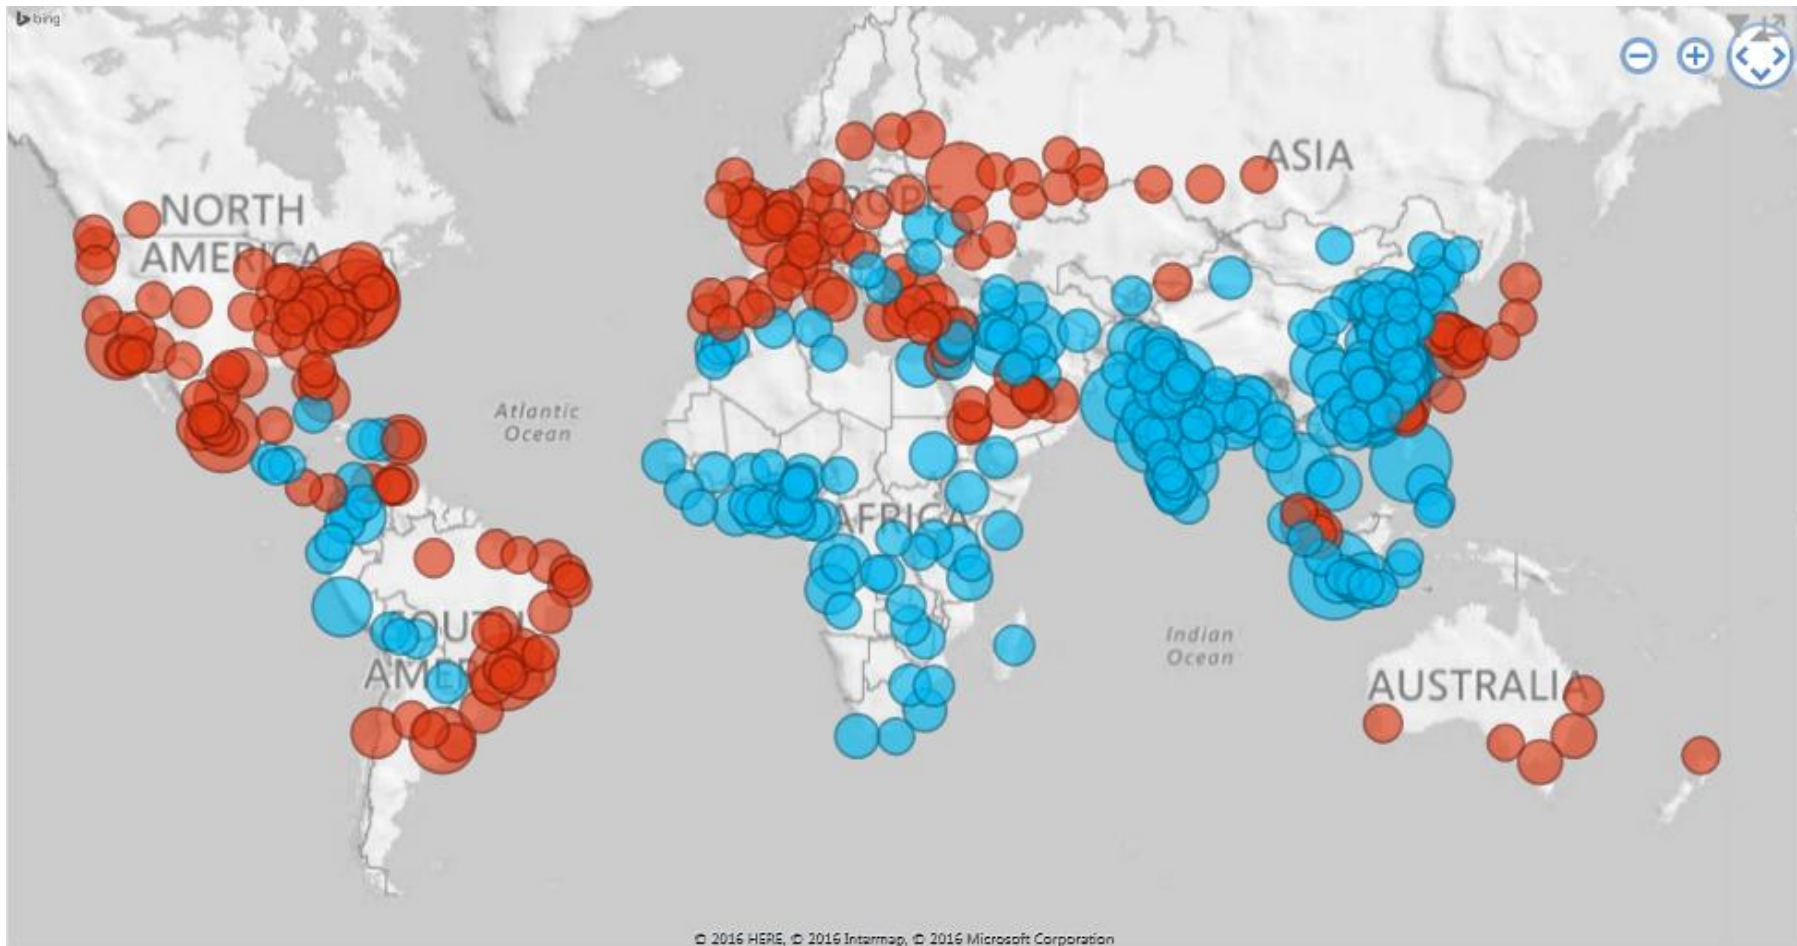 bing
ASIA
EUROPE
NORTH
AMERICA
Atlantic
Ocean
AFRICA
SOUTH
AMERICA
Indian
Ocean
AUSTRALIA
© 2016 HERE, © 2016 Intermap, © 2016 Microsoft Corporation